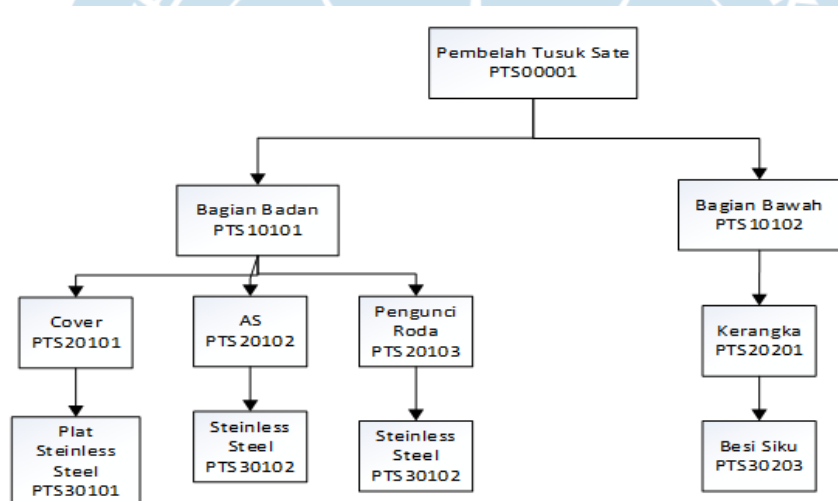 Pembelah Tusuk Sate
PTS00001
Bagian Badan
PTS10101
Bagian Bawah
PTS10102
Cover
PTS20101
AS
PTS20102
Pengunci
Roda
PTS20103
Kerangka
PTS20201
Plat
Steinless
Steel
PTS30101
Steinless
Steel
PTS30102
Steinless
Steel
PTS30102
Besi Siku
PTS30203